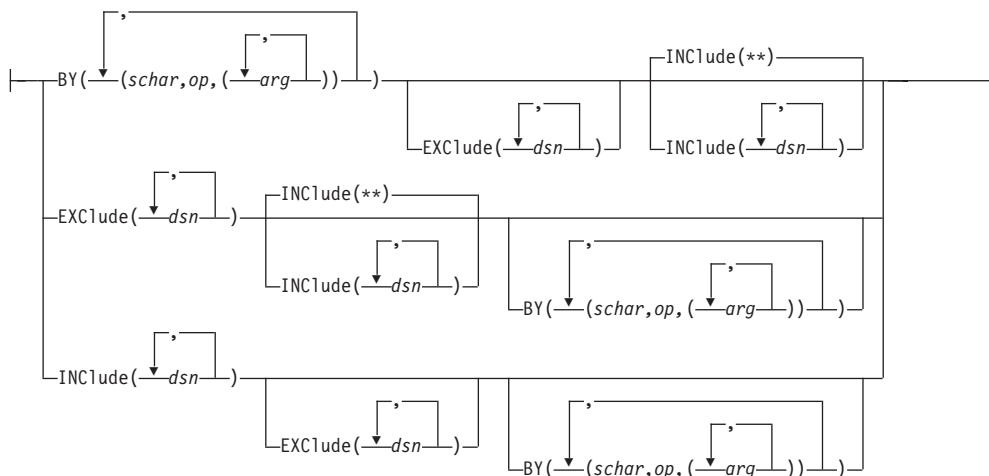 , ,
BY( (schar,op,( arg )) ) INClude(**)
, ,
EXClude( dsn ) INClude( dsn )
,
EXClude( dsn ) INClude(**)
, ,
INClude( dsn ) ,
BY( (schar,op,( arg )) )
,
INClude( dsn )
, ,
EXClude( dsn ) ,
BY( (schar,op,( arg )) )